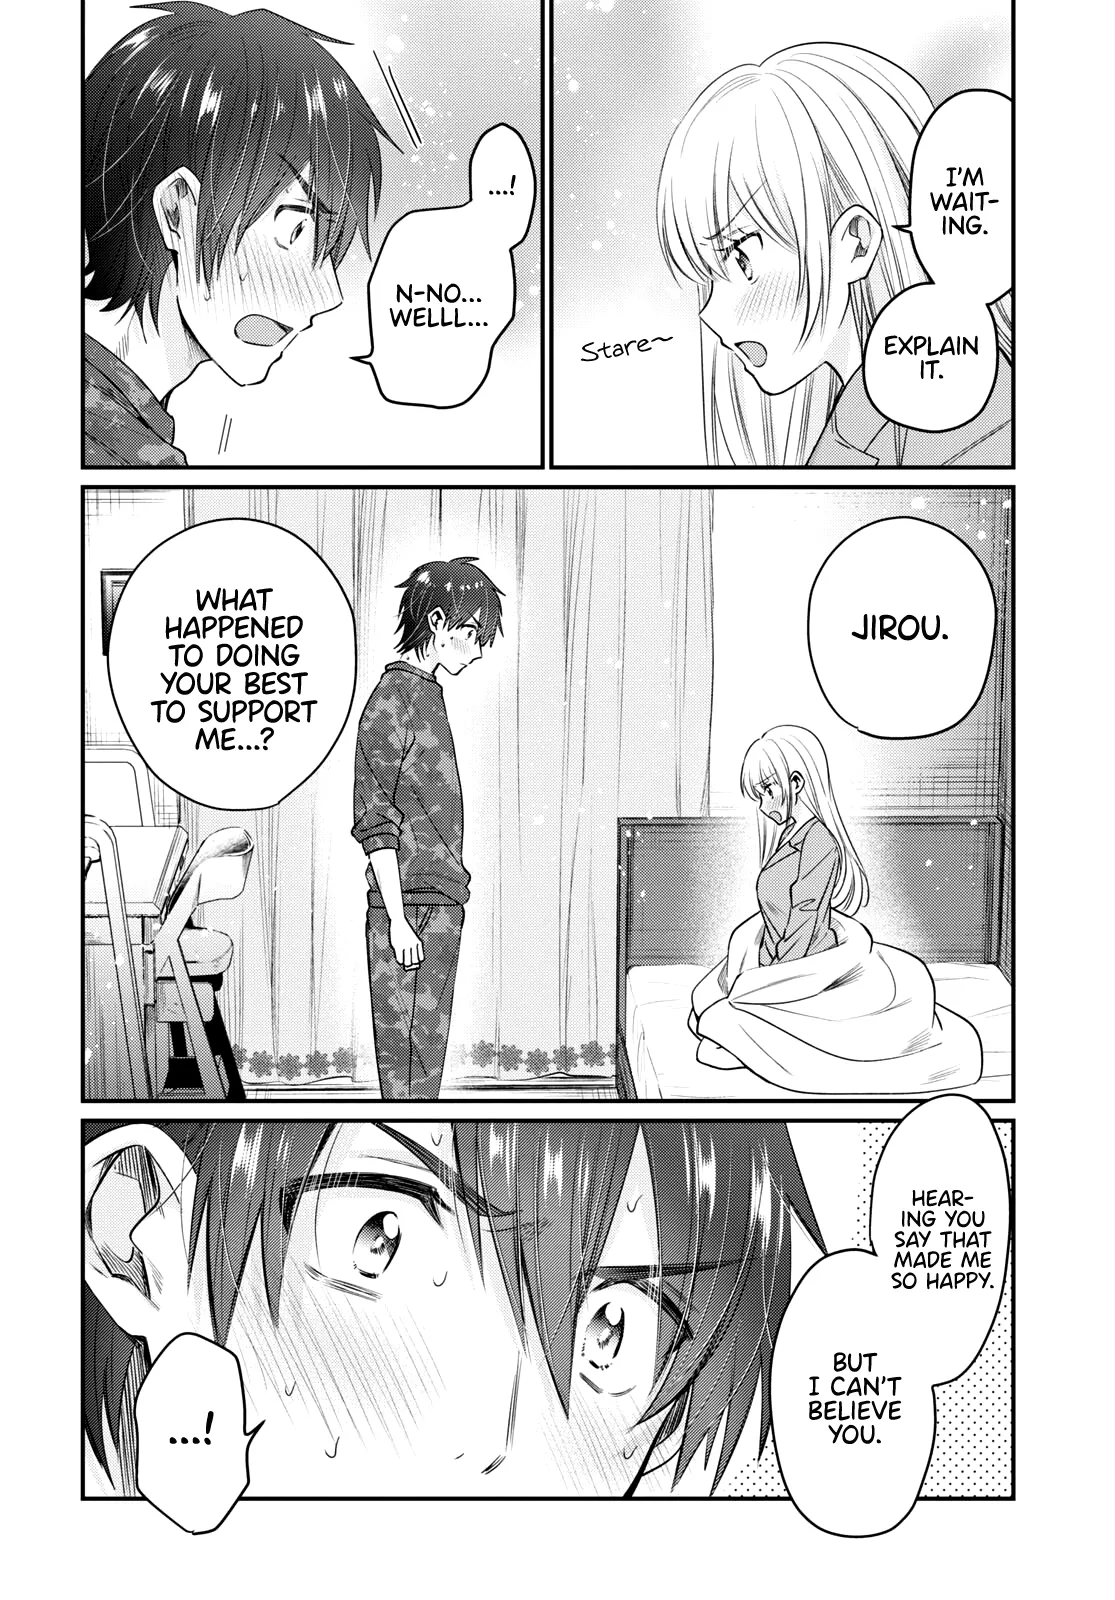 I'M
WAIT-
ING.
EXPLAIN
IT.
Stare~
...!
N-NO...
WELLL...
JIROU.
WHAT
HAPPENED
TO DOING
YOUR BEST
TO SUPPORT
ME...?
HEAR-
ING YOU
SAY THAT
MADE ME
SO HAPPY.
BUT
I CAN'T
BELIEVE
YOU.
...!